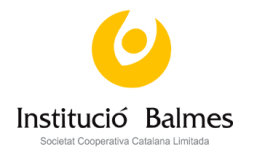 Institució Balmes
Societat Cooperativa Catalana Limitada